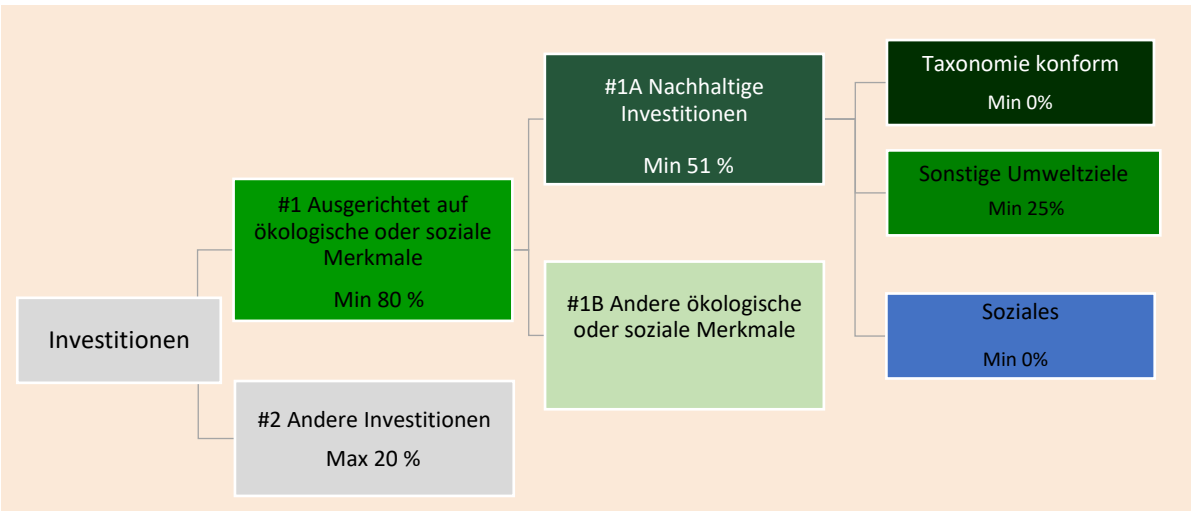 Investitionen
#1 Ausgerichtet auf
ökologische oder soziale
Merkmale
Min 80 %
#2 Andere Investitionen
Max 20 %
#1A Nachhaltige
Investitionen
Min 51 %
#1B Andere ökologische
oder soziale Merkmale
Taxonomie konform
Min 0%
Sonstige Umweltziele
Min 25%
Soziales
Min 0%